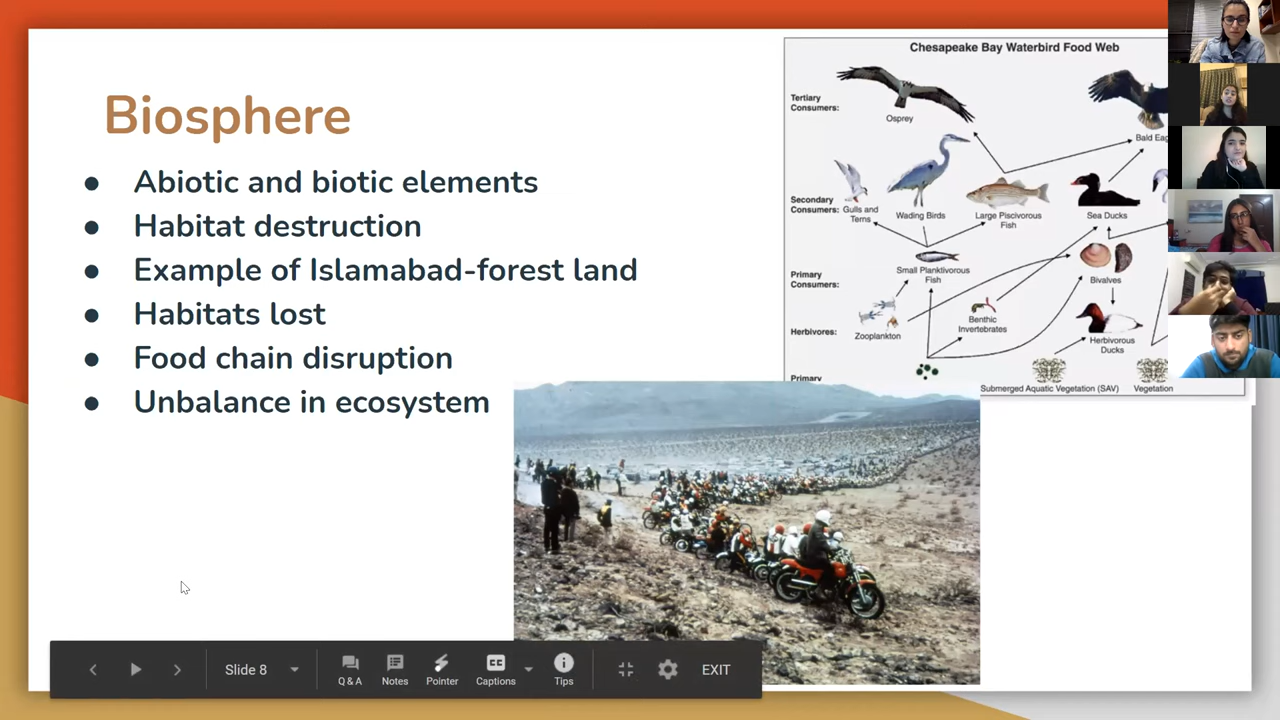 Biosphere
● Abiotic and biotic elements
● Habitat destruction
● Example of Islamabad-forest land
● Habitats lost
● Food chain disruption
● Unbalance in ecosystem
Chesapeake Bay Waterbird Food Web
Tertiary
Consumers:
Osprey
Bald Eag
Secondary
Consumers:
Gulls and
Terns
Wading Birds
Large Piscivorous
Fish
Sea Ducks
Primary
Consumers:
Small Planktivorous
Fish
Bivalves
Herbivores:
Zooplankton
Benthic
Invertebrates
Herbivorous
Ducks
Primary
Submerged Aquatic Vegetation (SAV)
Vegetation
Slide 8
Q & A
Notes
Pointer
CC
Captions
Tips
EXIT